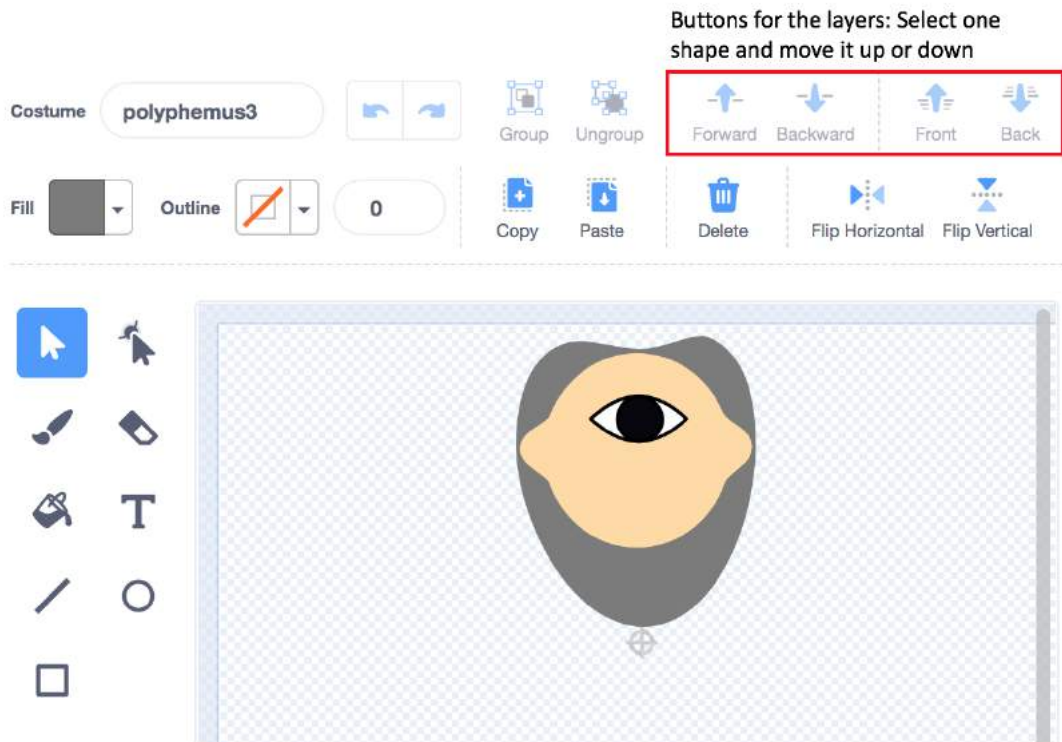 Buttons for the layers: Select one
shape and move it up or down
Costume polyphemus3 Group Ungroup Forward Backward Front Back
Fill Outline 0 Copy Paste Delete Flip Horizontal Flip Vertical
T